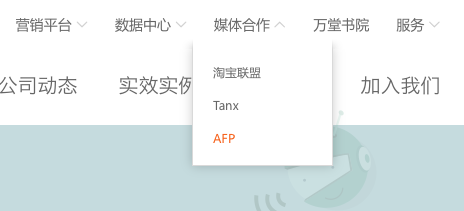 营销平台 数据中心 媒体合作 万堂书院 服务
淘宝联盟
公司动态 实效实例 加入我们
Tanx
AFP